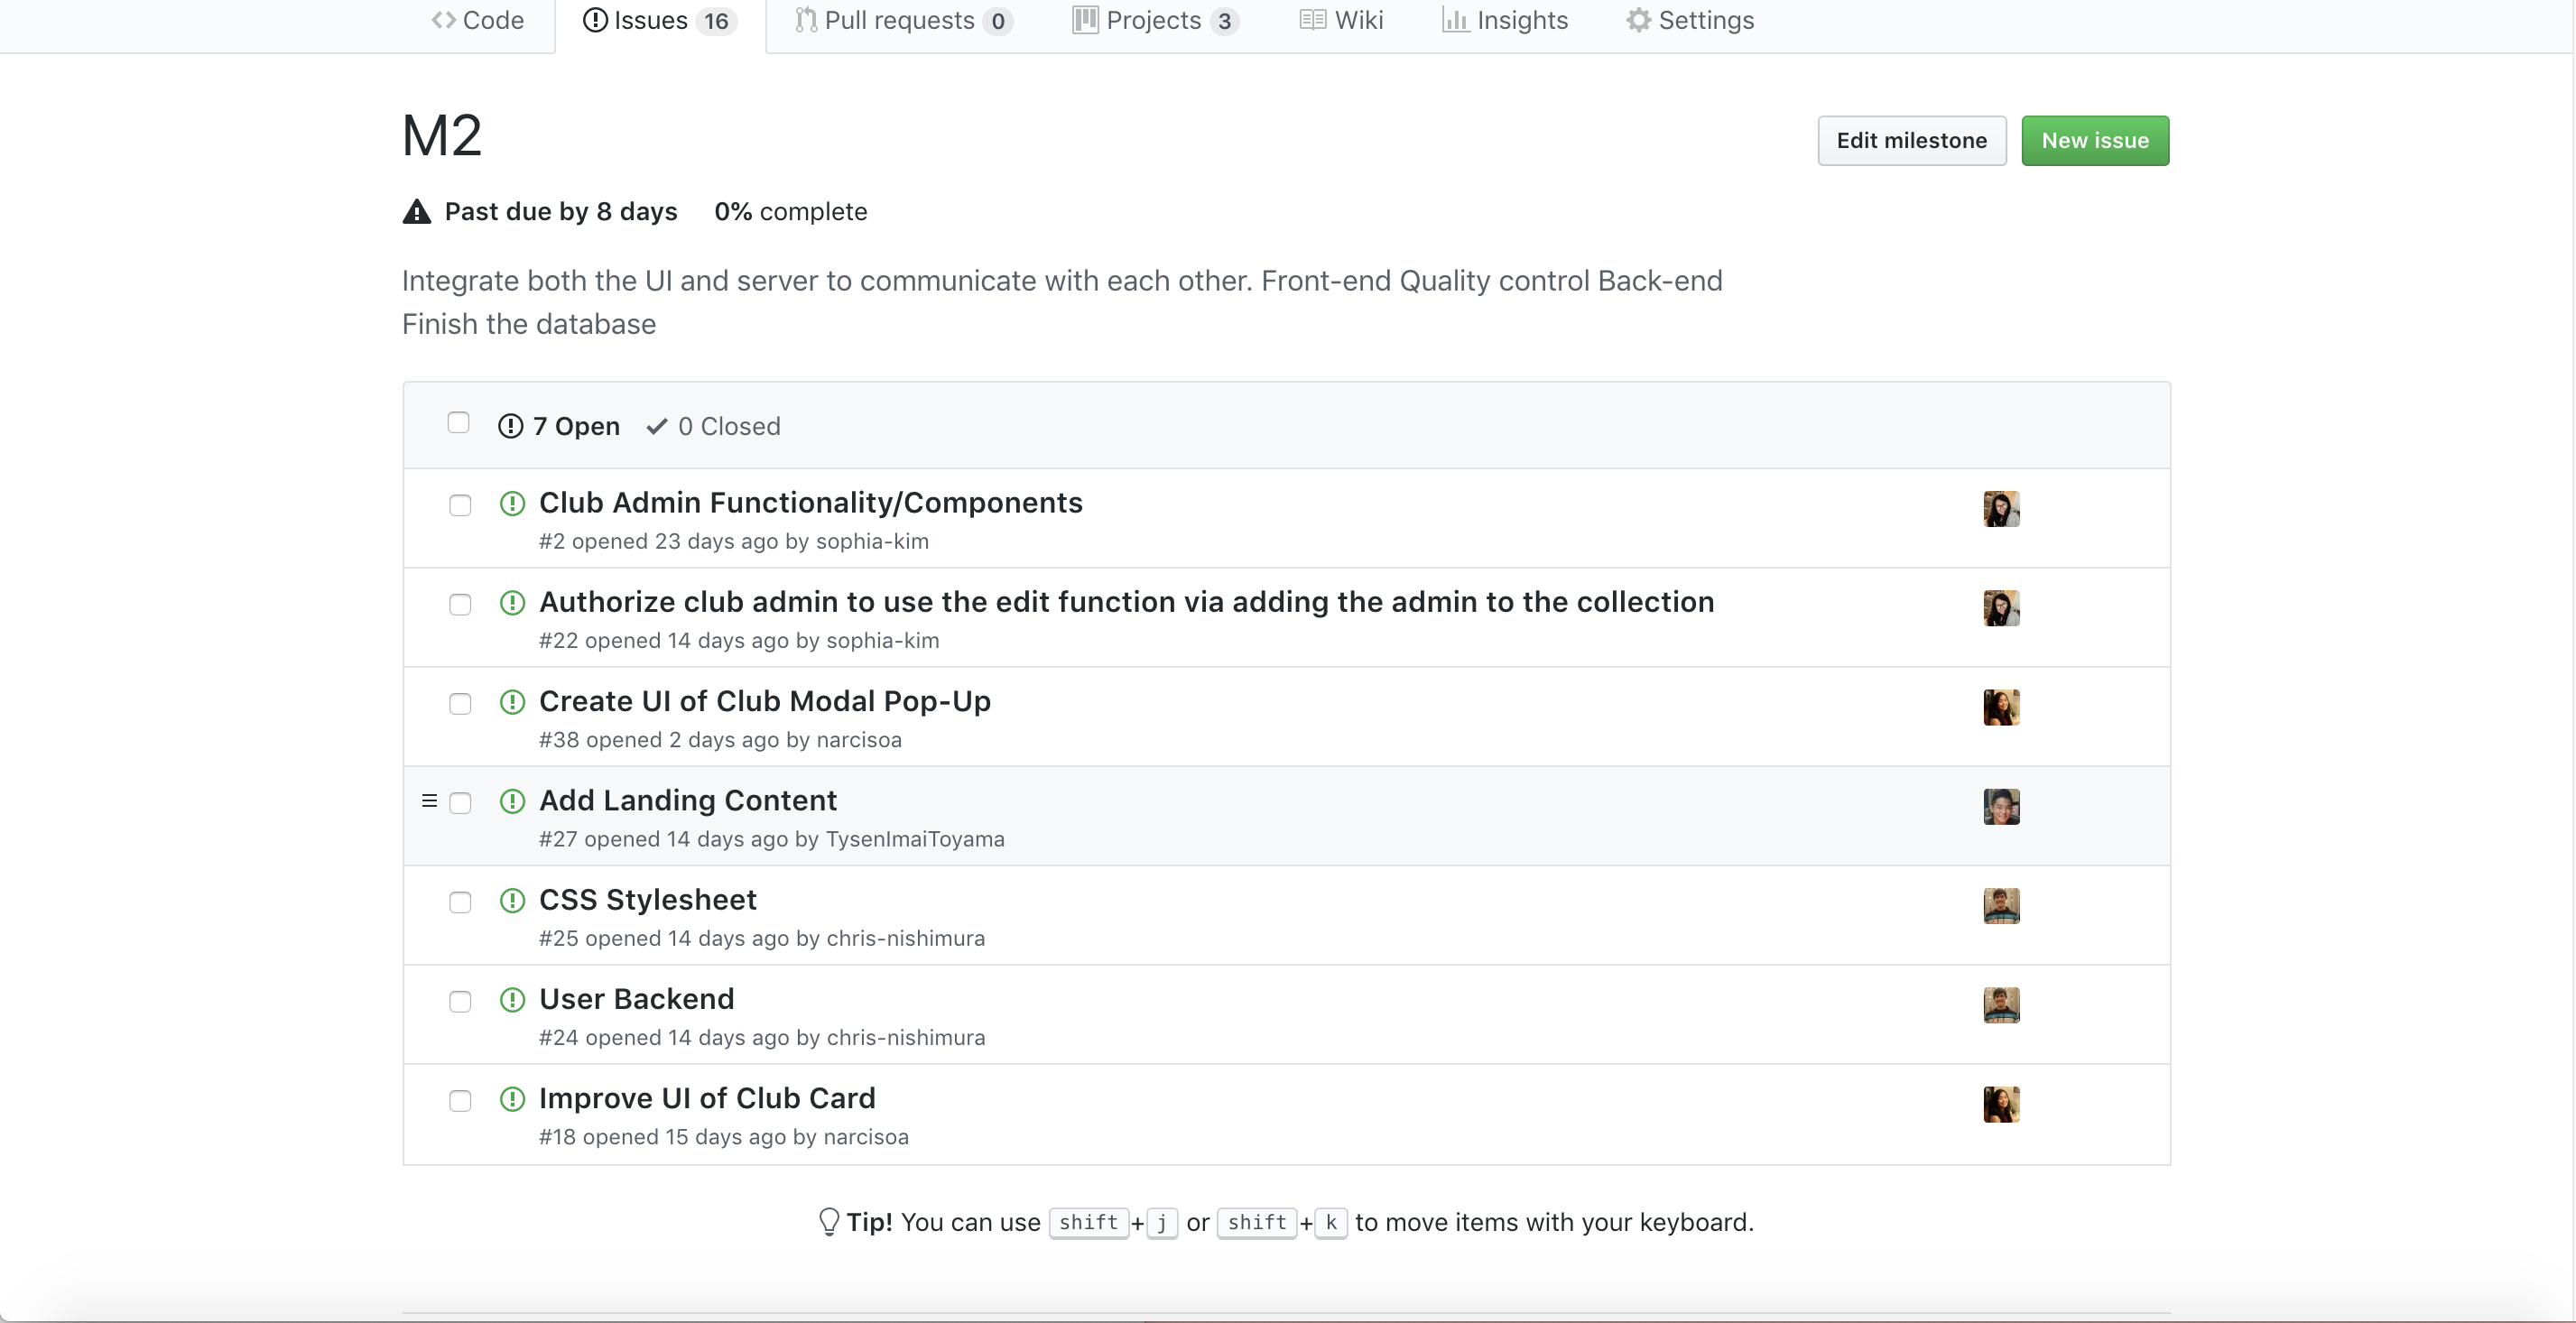 Code Issues 16 Pull requests 0 Projects 3 Wiki Insights Settings
M2
Edit milestone New issue
Past due by 8 days 0% complete
Integrate both the UI and server to communicate with each other. Front-end Quality control Back-end
Finish the database
7 Open 0 Closed
Club Admin Functionality/Components
#2 opened 23 days ago by sophia-kim
Authorize club admin to use the edit function via adding the admin to the collection
#22 opened 14 days ago by sophia-kim
Create UI of Club Modal Pop-Up
#38 opened 2 days ago by narcisoa
Add Landing Content
#27 opened 14 days ago by TysenImaiToyama
CSS Stylesheet
#25 opened 14 days ago by chris-nishimura
User Backend
#24 opened 14 days ago by chris-nishimura
Improve UI of Club Card
#18 opened 15 days ago by narcisoa
Tip! You can use shift+j or shift+k to move items with your keyboard.